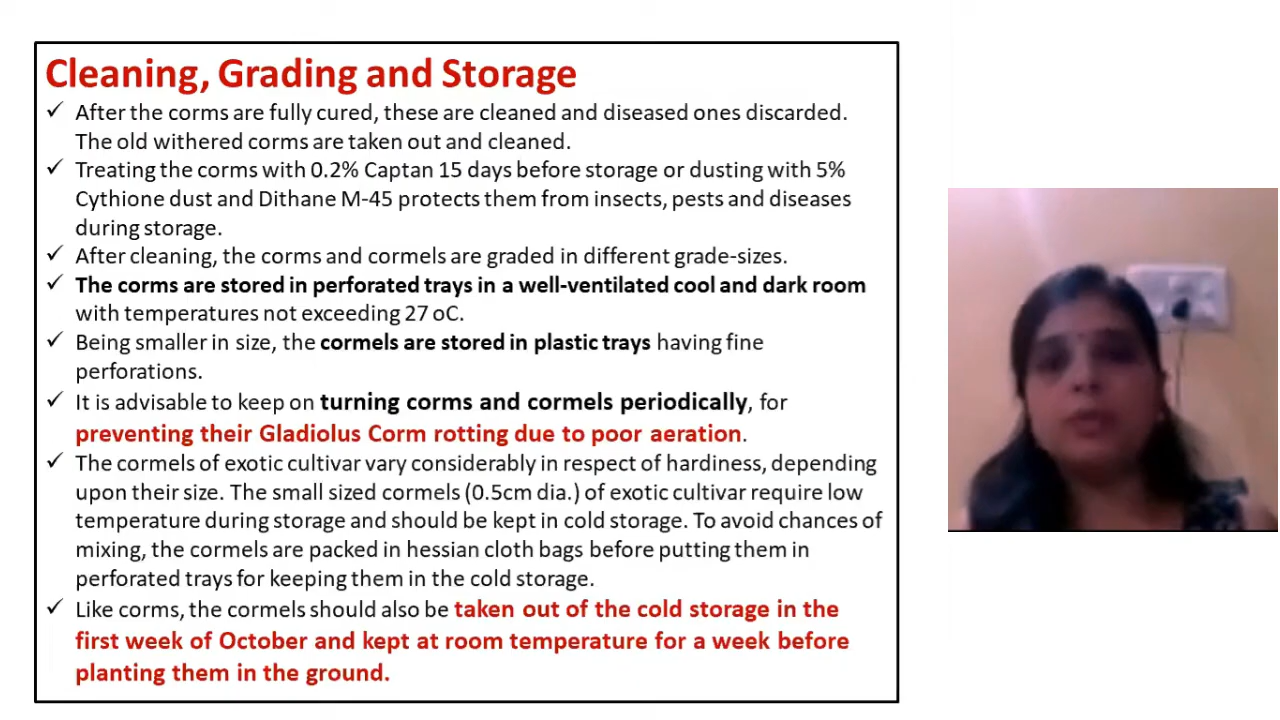 Cleaning, Grading and Storage
✓ After the corms are fully cured, these are cleaned and diseased ones discarded.
The old withered corms are taken out and cleaned.
✓ Treating the corms with 0.2% Captan 15 days before storage or dusting with 5%
Cythione dust and Dithane M-45 protects them from insects, pests and diseases
during storage.
✓ After cleaning, the corms and cormels are graded in different grade-sizes.
✓ The corms are stored in perforated trays in a well-ventilated cool and dark room
with temperatures not exceeding 27 oC.
✓ Being smaller in size, the cormels are stored in plastic trays having fine
perforations.
✓ It is advisable to keep on turning corms and cormels periodically, for
preventing their Gladiolus Corm rotting due to poor aeration.
✓ The cormels of exotic cultivar vary considerably in respect of hardiness, depending
upon their size. The small sized cormels (0.5cm dia.) of exotic cultivar require low
temperature during storage and should be kept in cold storage. To avoid chances of
mixing, the cormels are packed in hessian cloth bags before putting them in
perforated trays for keeping them in the cold storage.
✓ Like corms, the cormels should also be taken out of the cold storage in the
first week of October and kept at room temperature for a week before
planting them in the ground.